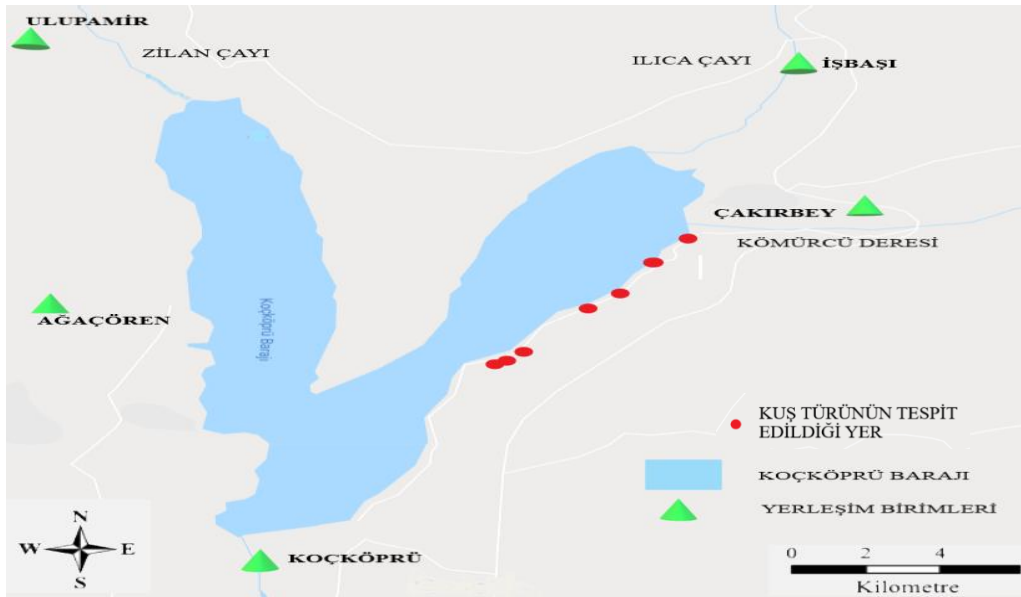 ULUPAMİR
ZİLAN ÇAYI
ILICA ÇAYI
İŞBAŞI
ÇAKIRBEY
KÖMÜRCÜ DERESİ
AĞAÇÖREN
Koçköprü Barajı
KUŞ TÜRÜNÜN TESPİT
EDİLDİĞİ YER
KOÇKÖPRÜ BARAJI
YERLEŞİM BİRİMLERİ
KOÇKÖPRÜ
N
W E
S
0 2 4
Kilometre